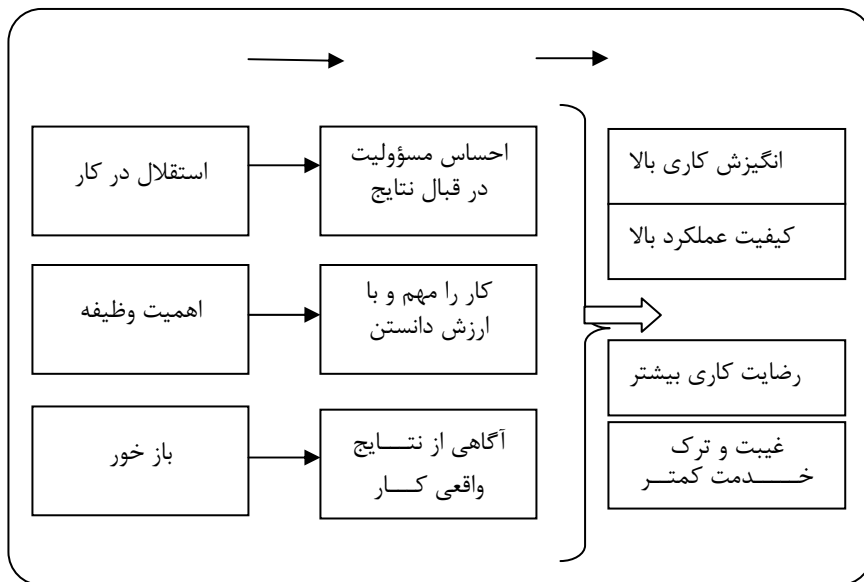 استقلال در کار
احساس مسؤولیت
در قبال نتایج
انگیزش کاری بالا
کیفیت عملکرد بالا
اهمیت وظیفه
کار را مهم و با
ارزش دانستن
رضایت کاری بیشتر
باز خور
آگاهی از نتـــایج
واقعی کـــار
غیبت و ترک
خـــــدمت کمتـــر